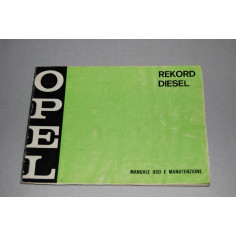 OPEL
REKORD
DIESEL
MANUALE USO E MANUTENZIONE